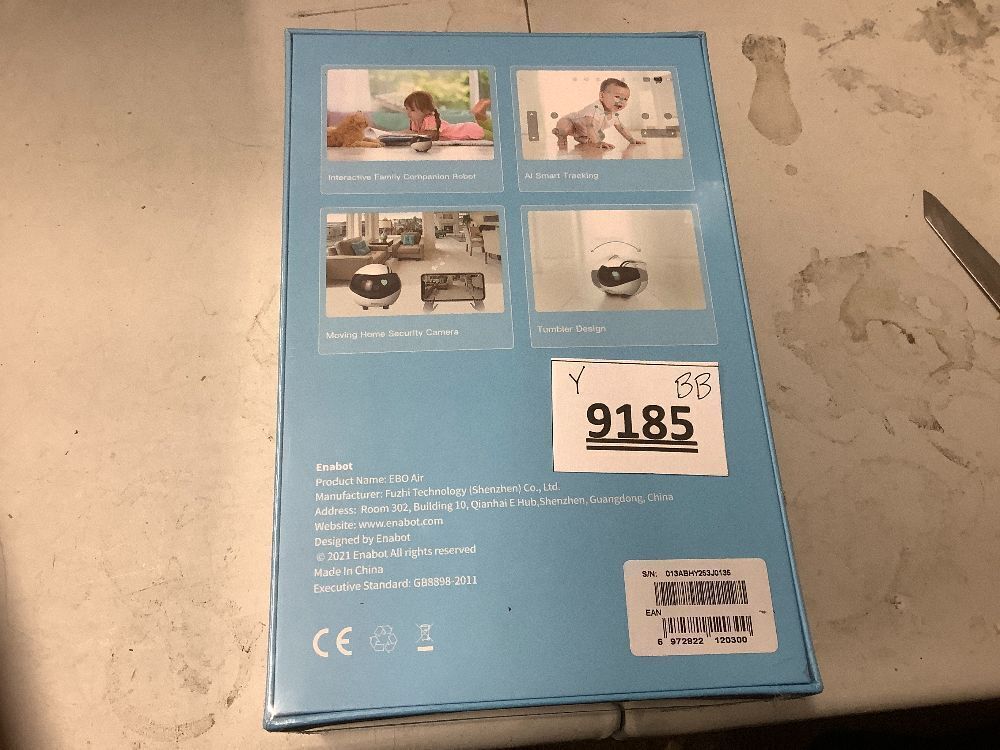 Interactive Family Companion Robot
AI Smart Tracking
Moving Home Security Camera
Tumbler Design
Y BB
9185
Enabot
Product Name: EBO Air
Manufacturer: Fuzhi Technology (Shenzhen) Co., Ltd.
Address: Room 302, Building 10, Qianhai E Hub,Shenzhen, Guangdong, China
Website: www.enabot.com
Designed by Enabot
© 2021 Enabot All rights reserved
Made In China
Executive Standard: GB8898-2011
CE
S/N: 013ABHY253J0135
EAN
6 972822 120300